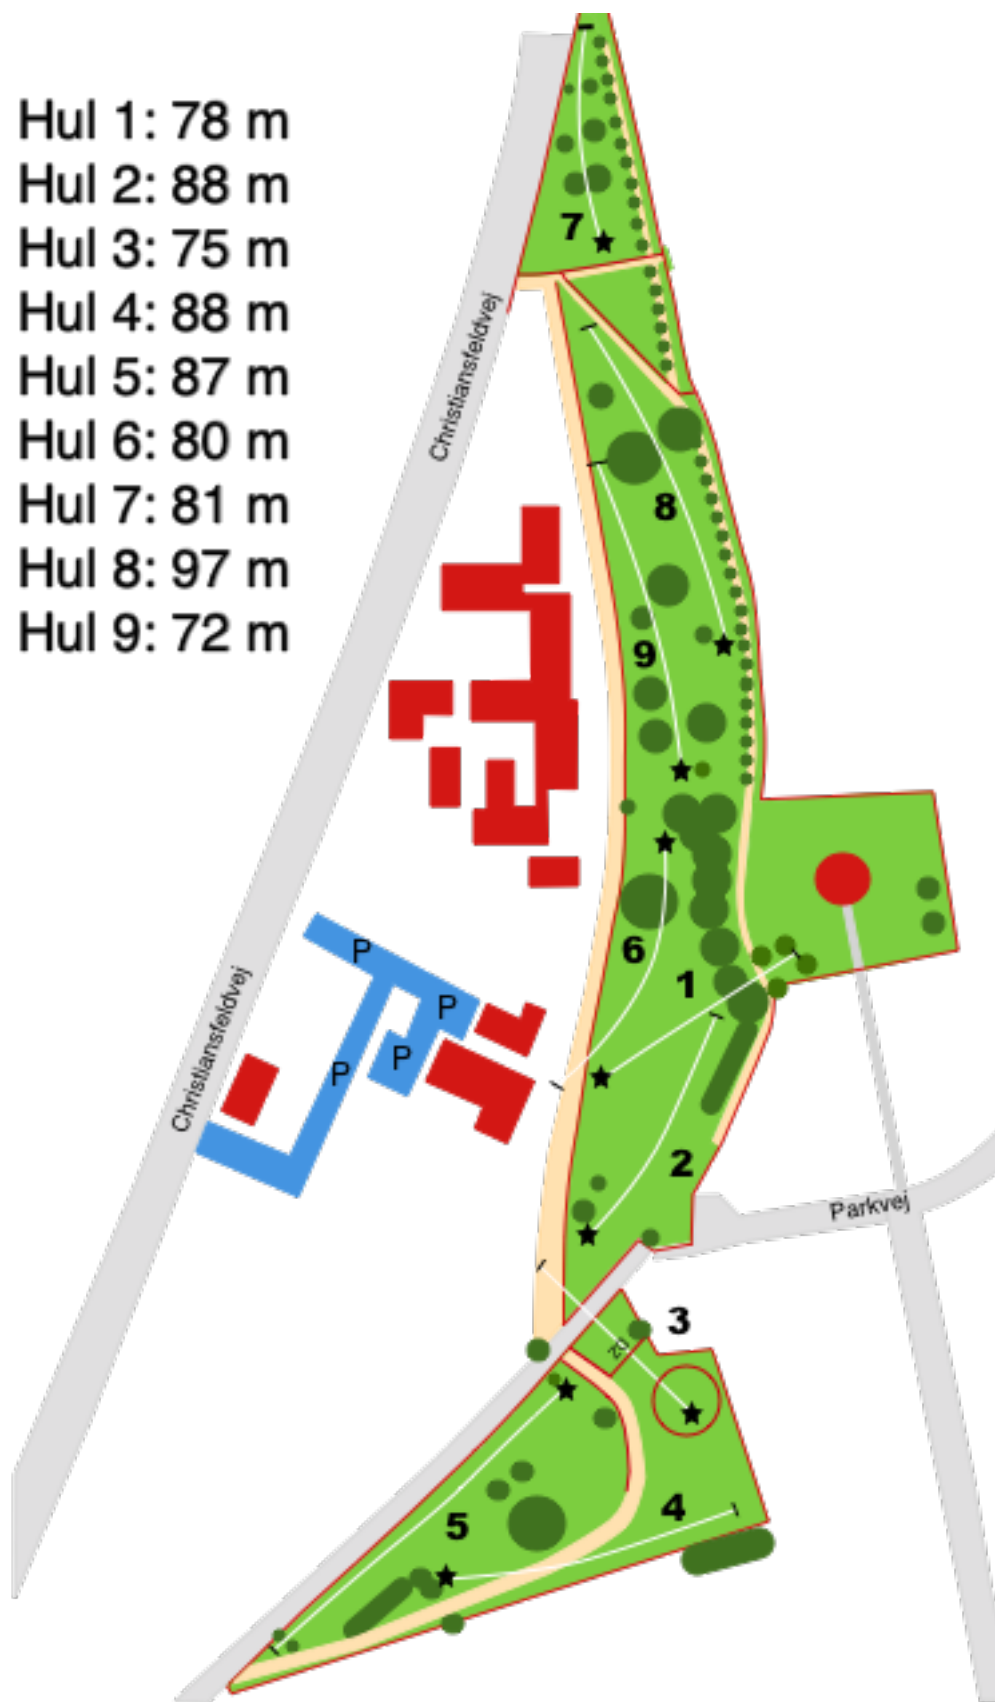 Hul 1: 78 m
Hul 2: 88 m
Hul 3: 75 m
Hul 4: 88 m
Hul 5: 87 m
Hul 6: 80 m
Hul 7: 81 m
Hul 8: 97 m
Hul 9: 72 m
7
Christiansfeldvej
8
9
6
1
P
P
P
P
Christiansfeldvej
2
Parkvej
3
20
4
5